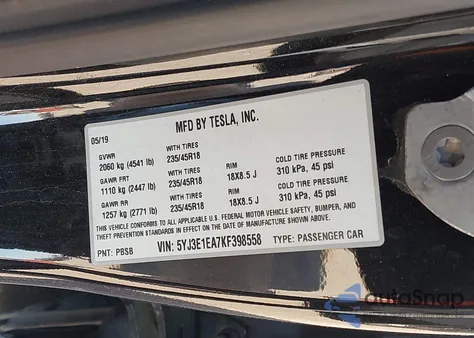 MFD BY TESLA, INC.
05/19
GVWR WITH TIRES
2060 kg (4541 lb) 235/45R18
GAWR FRT WITH TIRES RIM COLD TIRE PRESSURE
1110 kg (2447 lb) 235/45R18 18X8.5 J 310 kPa, 45 psi
GAWR RR WITH TIRES RIM COLD TIRE PRESSURE
1257 kg (2771 lb) 235/45R18 18X8.5 J 310 kPa, 45 psi
THIS VEHICLE CONFORMS TO ALL APPLICABLE U.S. FEDERAL MOTOR VEHICLE SAFETY, BUMPER, AND
THEFT PREVENTION STANDARDS IN EFFECT ON THE DATE OF MANUFACTURE SHOWN ABOVE.
PNT: PBSB VIN: 5YJ3E1EA7KF398558 TYPE: PASSENGER CAR
autoSnap